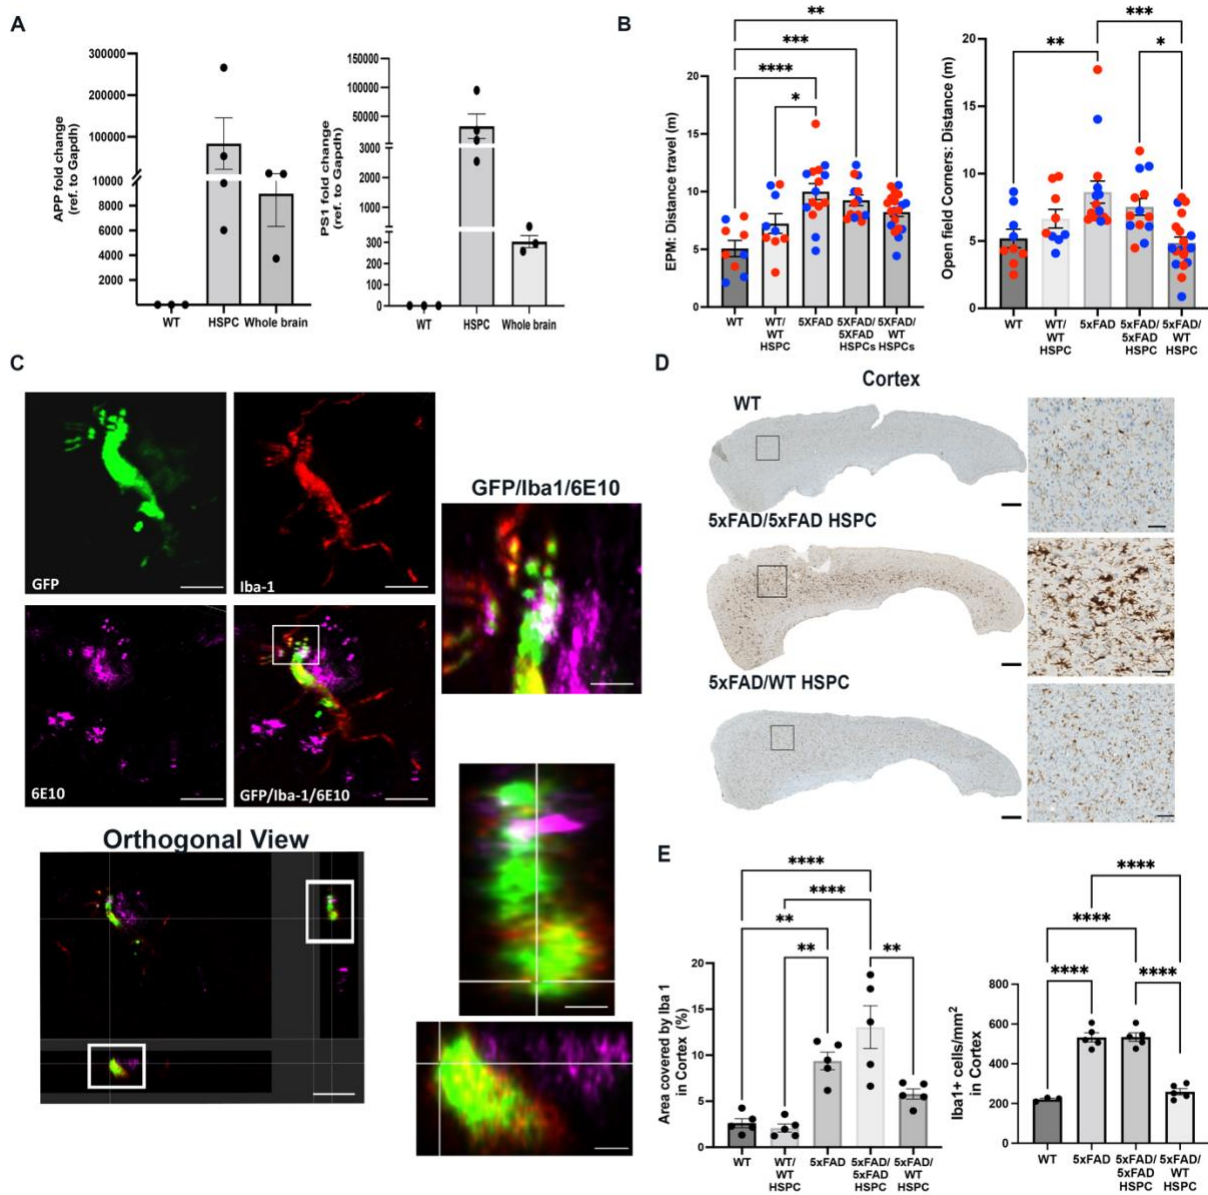 A
APP fold change
(ref. to Gapdh)
300000
200000
100000
10000
8000
6000
4000
2000
WT
HSPC
Whole brain
PS1 fold change
(ref. to Gapdh)
150000
100000
50000
3000
2000
1000
300
200
100
0
WT
HSPC
Whole brain
B
EPM: Distance travel (m)
20
15
10
5
0
**
***
****
*
WT
WT/
WT
HSPC
5XFAD
5XFAD/
5XFAD
HSPCs
5XFAD/
WT
HSPCs
Open field Corners: Distance (m)
20
15
10
5
0
***
**
*
WT
WT/
WT
HSPC
5xFAD
5xFAD/
5xFAD
HSPC
5xFAD/
WT
HSPC
C
GFP
Iba-1
6E10
GFP/Iba-1/6E10
GFP/Iba1/6E10
Orthogonal View
D
Cortex
WT
5xFAD/5xFAD HSPC
5xFAD/WT HSPC
E
Area covered by Iba 1
in Cortex (%)
20
15
10
5
0
****
****
**
**
**
WT
WT/
WT
HSPC
5xFAD
5xFAD/
5xFAD
HSPC
5xFAD/
WT
HSPC
Iba1+ cells/mm²
in Cortex
800
600
400
200
0
****
****
****
****
WT
5xFAD
5xFAD/
5xFAD
HSPC
5xFAD/
WT
HSPC